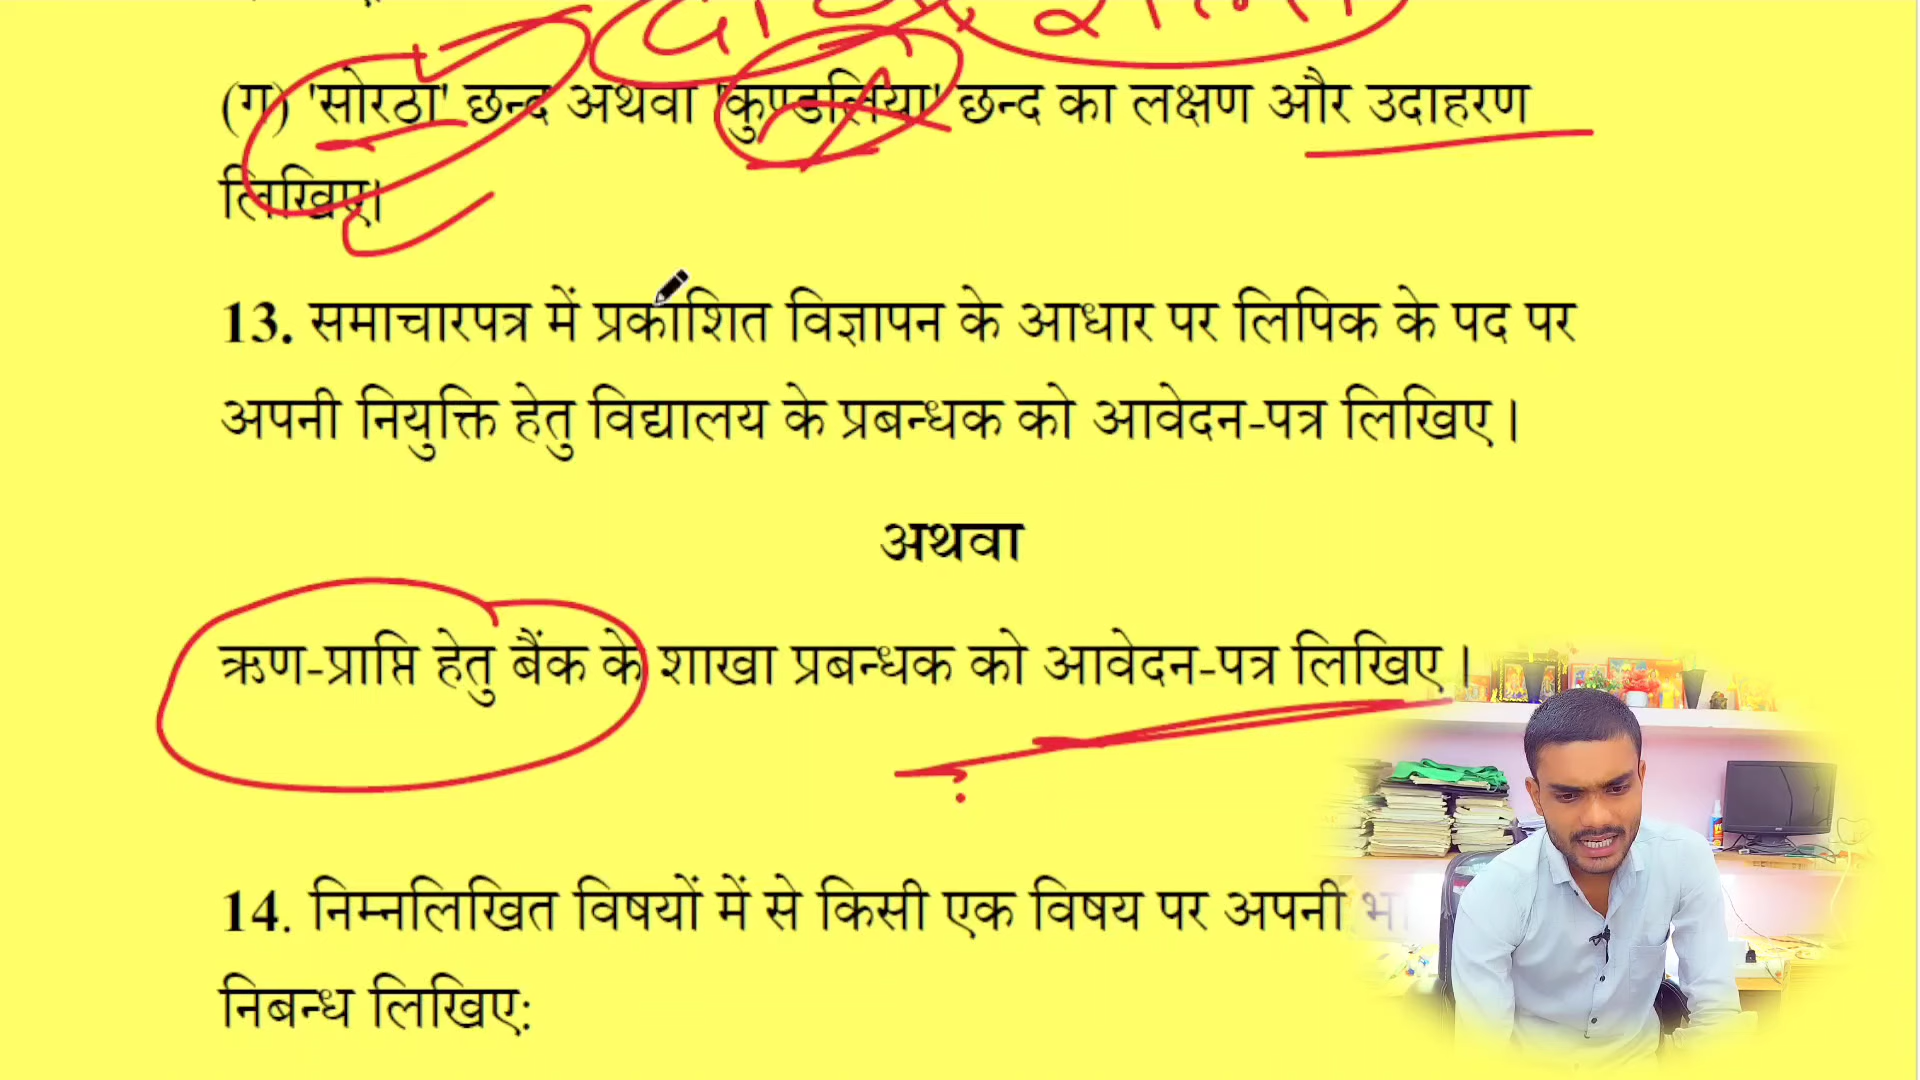 (ग) 'सोरठा' छन्द अथवा 'कुण्डलिया' छन्द का लक्षण और उदाहरण
लिखिए।
13. समाचारपत्र में प्रकाशित विज्ञापन के आधार पर लिपिक के पद पर
अपनी नियुक्ति हेतु विद्यालय के प्रबन्धक को आवेदन-पत्र लिखिए।
अथवा
ऋण-प्राप्ति हेतु बैंक के शाखा प्रबन्धक को आवेदन-पत्र लिखिए।
14. निम्नलिखित विषयों में से किसी एक विषय पर अपनी
निबन्ध लिखिए: